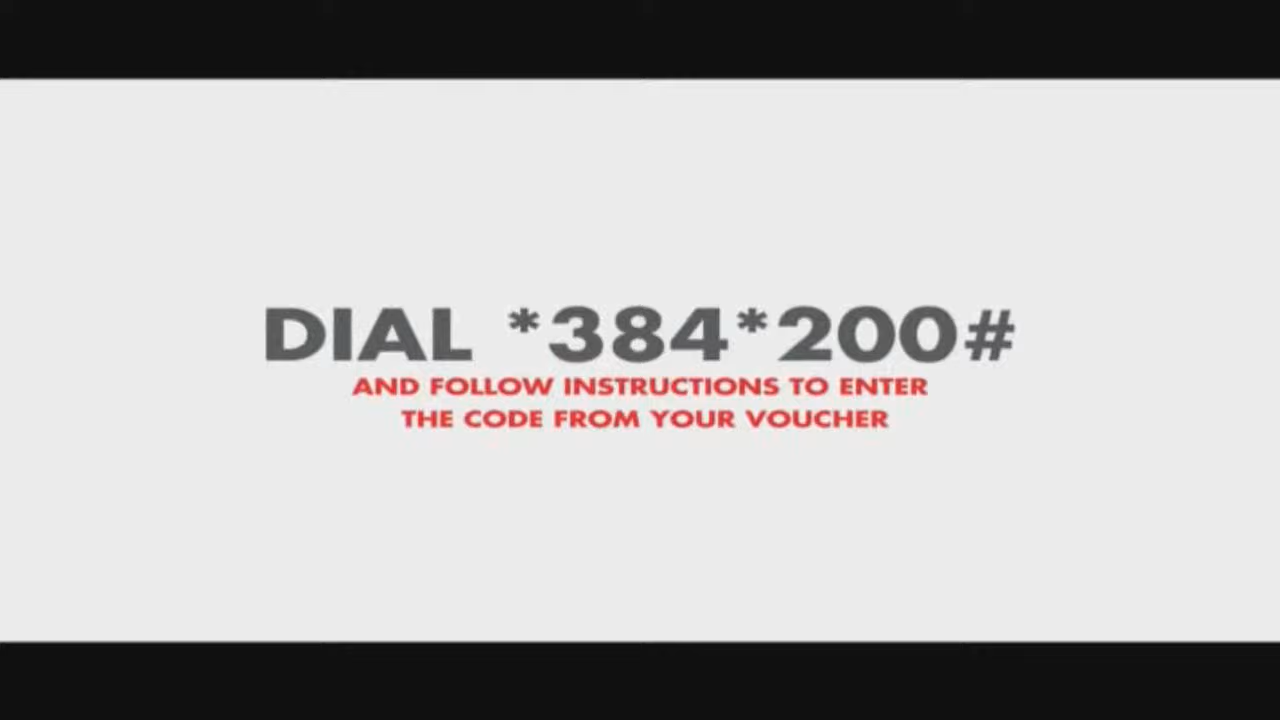 DIAL *384*200#
AND FOLLOW INSTRUCTIONS TO ENTER
THE CODE FROM YOUR VOUCHER